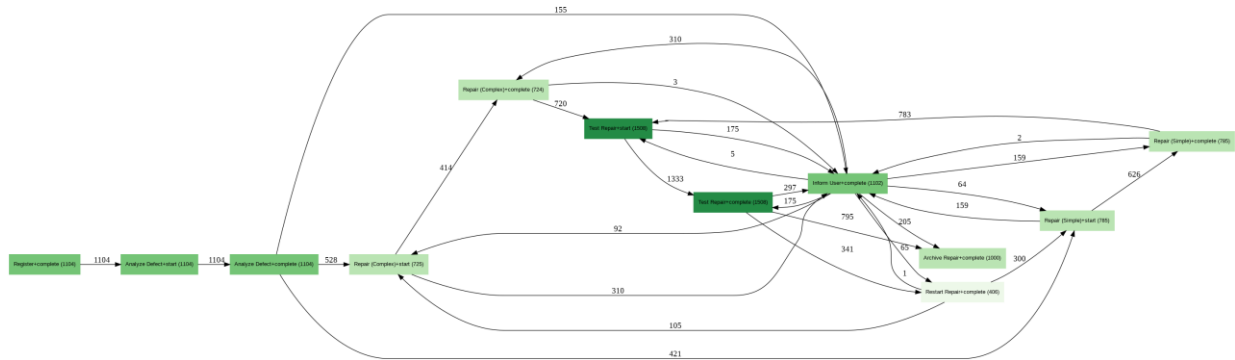 155
310
Repair (Complex)+complete (724)
3
720
783
Test Repair+start (1508)
175
2
Repair (Simple)+complete (785)
5
159
414
1333
Inform User+complete (1102)
64
626
297
Test Repair+complete (1508)
175
795
205
159
Repair (Simple)+start (785)
92
341
65
Register+complete (1104)
1104
Analyze Defect+start (1104)
1104
Analyze Defect+complete (1104)
528
Repair (Complex)+start (725)
Archive Repair+complete (1000)
300
1
310
Restart Repair+complete (406)
105
421